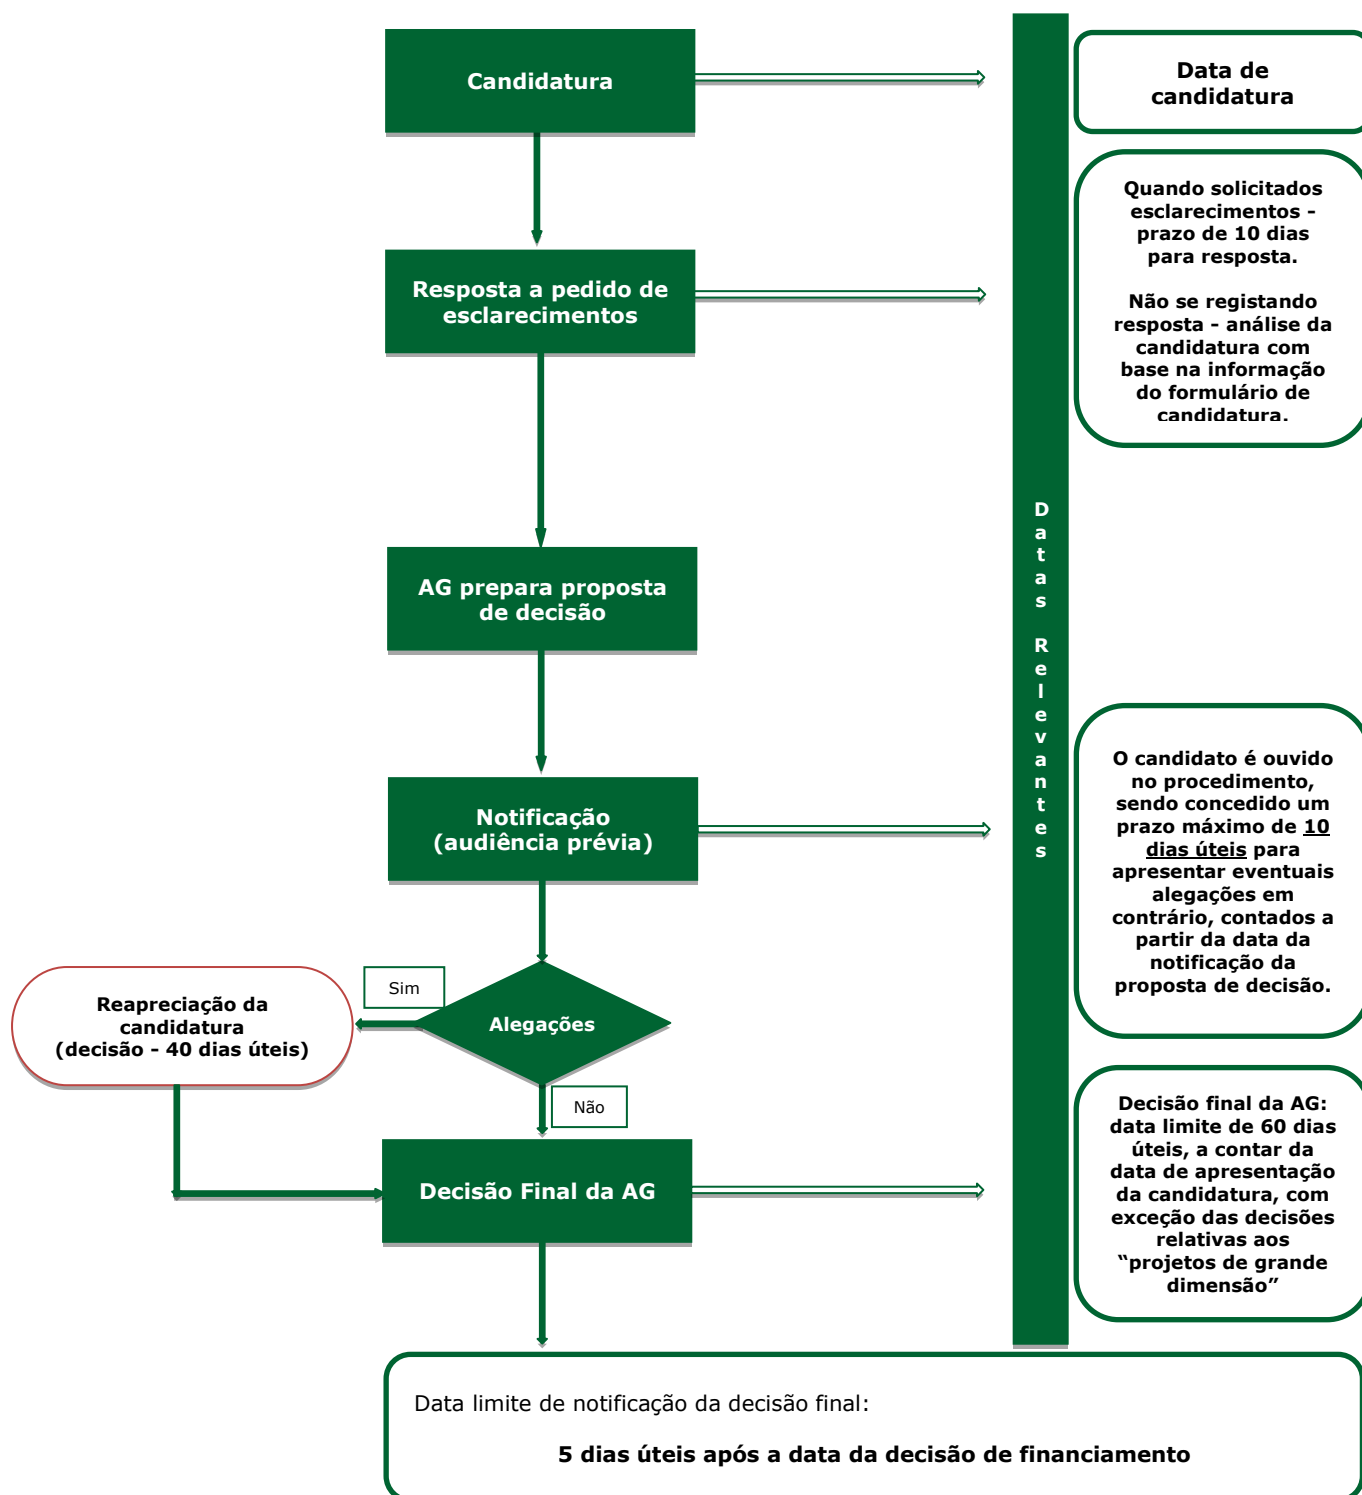 Candidatura
Data de
candidatura
Quando solicitados
esclarecimentos -
prazo de 10 dias
para resposta.
Não se registando
resposta - análise da
candidatura com
base na informação
do formulário de
candidatura.
Resposta a pedido de
esclarecimentos
AG prepara proposta
de decisão
Datas Relevantes
Notificação
(audiência prévia)
O candidato é ouvido
no procedimento,
sendo concedido um
prazo máximo de 10
dias úteis para
apresentar eventuais
alegações em
contrário, contados a
partir da data da
notificação da
proposta de decisão.
Alegações
Sim
Reapreciação da
candidatura
(decisão - 40 dias úteis)
Não
Decisão Final da AG
Decisão final da AG:
data limite de 60 dias
úteis, a contar da
data de apresentação
da candidatura, com
exceção das decisões
relativas aos
“projetos de grande
dimensão”
Data limite de notificação da decisão final:
5 dias úteis após a data da decisão de financiamento